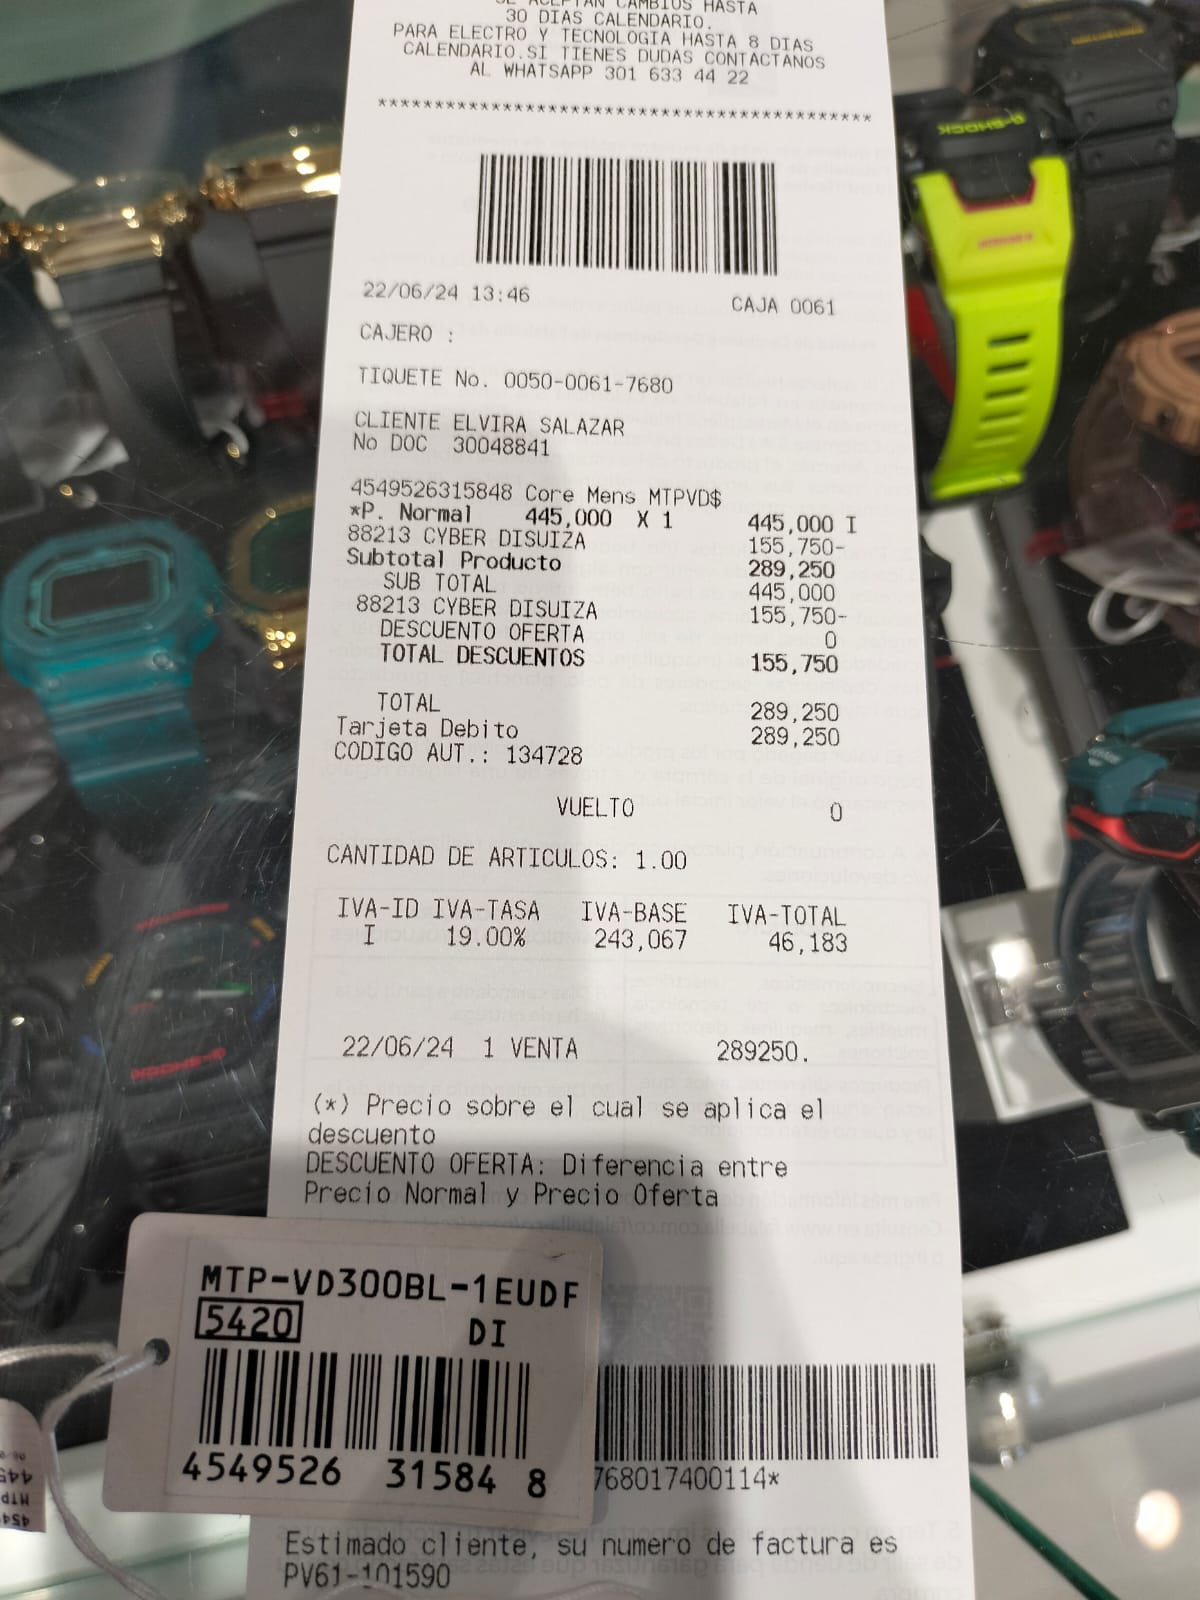 SE ACEPTAN CAMBIOS HASTA
30 DIAS CALENDARIO.
PARA ELECTRO Y TECNOLOGIA HASTA 8 DIAS
CALENDARIO.SI TIENES DUDAS CONTACTANOS
AL WHATSAPP 301 633 44 22
********************************************
22/06/24 13:46 CAJA 0061
CAJERO :
TIQUETE No. 0050-0061-7680
CLIENTE ELVIRA SALAZAR
No DOC 30048841
4549526315848 Core Mens MTPVD$
*P. Normal 445,000 X 1 445,000 I
88213 CYBER DISUIZA 155,750-
Subtotal Producto 289,250
SUB TOTAL 445,000
88213 CYBER DISUIZA 155,750-
DESCUENTO OFERTA 0
TOTAL DESCUENTOS 155,750
TOTAL 289,250
Tarjeta Debito 289,250
CODIGO AUT.: 134728
VUELTO 0
CANTIDAD DE ARTICULOS: 1.00
IVA-ID IVA-TASA IVA-BASE IVA-TOTAL
I 19.00% 243,067 46,183
22/06/24 1 VENTA 289250.
(*) Precio sobre el cual se aplica el
descuento
DESCUENTO OFERTA: Diferencia entre
Precio Normal y Precio Oferta
MTP-VD300BL-1EUDF
5420 DI
4549526 31584 8
768017400114*
Estimado cliente, su numero de factura es
PV61-101590
G-SHOCK
G-SHOCK